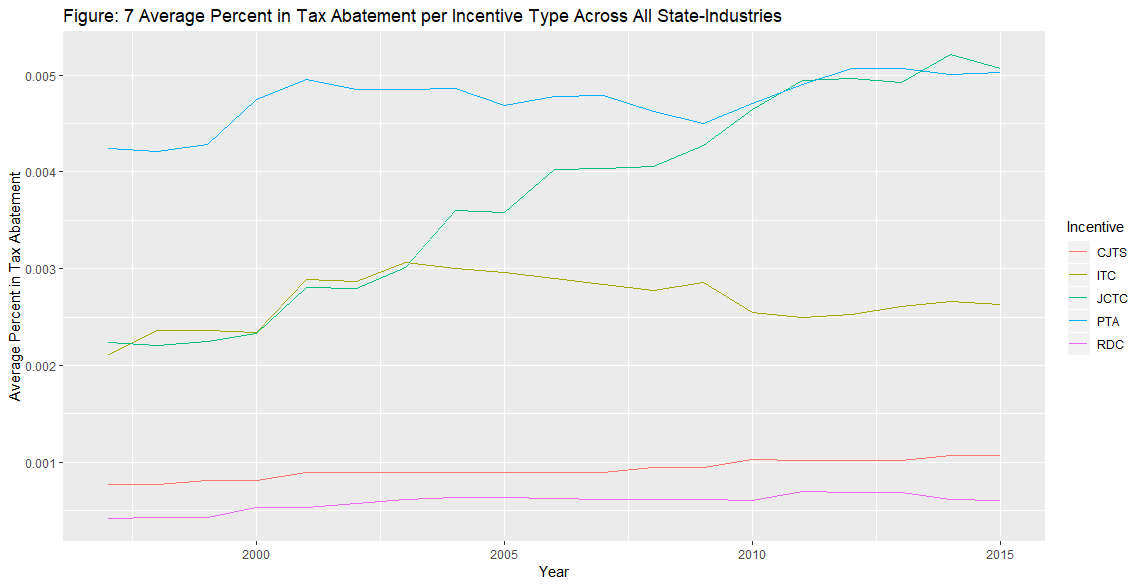 Figure: 7 Average Percent in Tax Abatement per Incentive Type Across All State-Industries
Average Percent in Tax Abatement
0.005
0.004
0.003
0.002
0.001
2000
2005
2010
2015
Year
Incentive
CJTS
ITC
JCTC
PTA
RDC